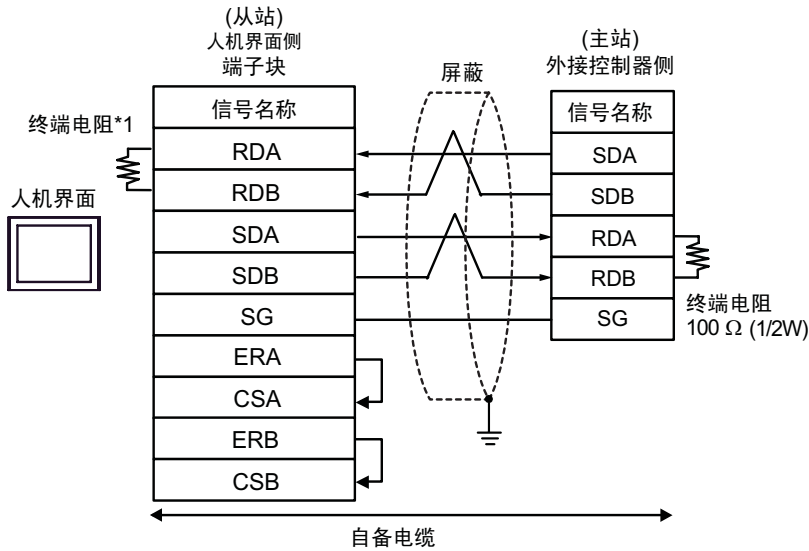 (从站)
人机界面侧
端子块
(主站)
外接控制器侧
屏蔽
信号名称
信号名称
终端电阻*1
人机界面
RDA
RDB
SDA
SDB
SG
ERA
CSA
ERB
CSB
SDA
SDB
RDA
RDB
SG
终端电阻
100 Ω (1/2W)
自备电缆